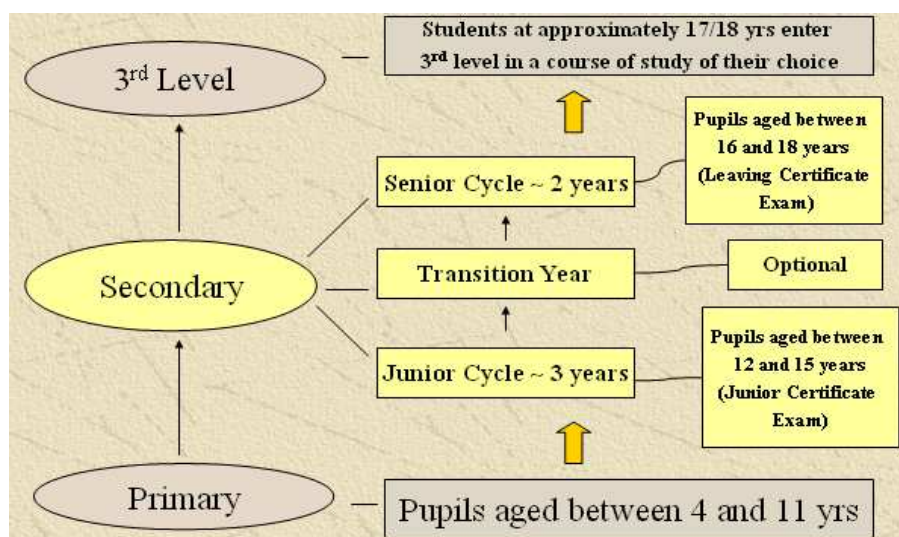 Students at approximately 17/18 yrs enter
3rd level in a course of study of their choice
3rd Level
Pupils aged between
16 and 18 years
(Leaving Certificate
Exam)
Senior Cycle ~ 2 years
Secondary
Transition Year
Optional
Junior Cycle ~ 3 years
Pupils aged between
12 and 15 years
(Junior Certificate
Exam)
Primary
Pupils aged between 4 and 11 yrs